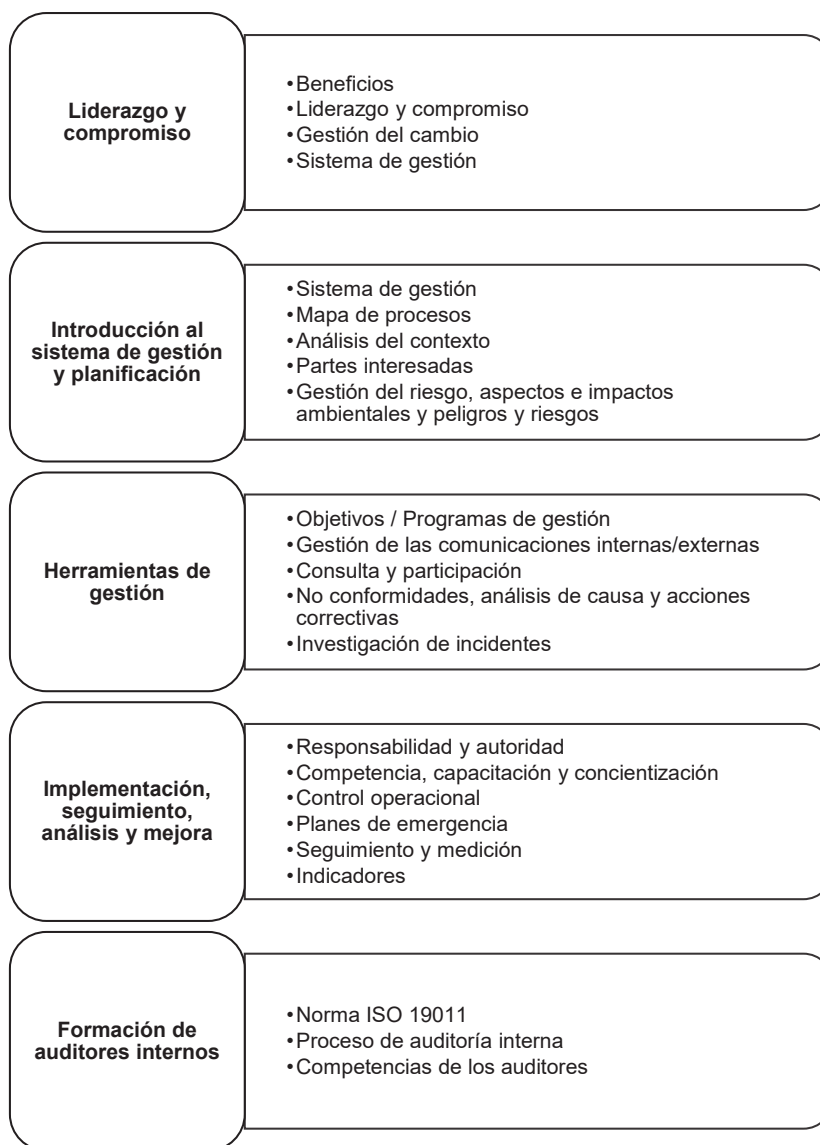 Liderazgo y
compromiso
•Beneficios
•Liderazgo y compromiso
•Gestión del cambio
•Sistema de gestión
Introducción al
sistema de gestión
y planificación
•Sistema de gestión
•Mapa de procesos
•Análisis del contexto
•Partes interesadas
•Gestión del riesgo, aspectos e impactos
ambientales y peligros y riesgos
Herramientas de
gestión
•Objetivos / Programas de gestión
•Gestión de las comunicaciones internas/externas
•Consulta y participación
•No conformidades, análisis de causa y acciones
correctivas
•Investigación de incidentes
Implementación,
seguimiento,
análisis y mejora
•Responsabilidad y autoridad
•Competencia, capacitación y concientización
•Control operacional
•Planes de emergencia
•Seguimiento y medición
•Indicadores
Formación de
auditores internos
•Norma ISO 19011
•Proceso de auditoría interna
•Competencias de los auditores